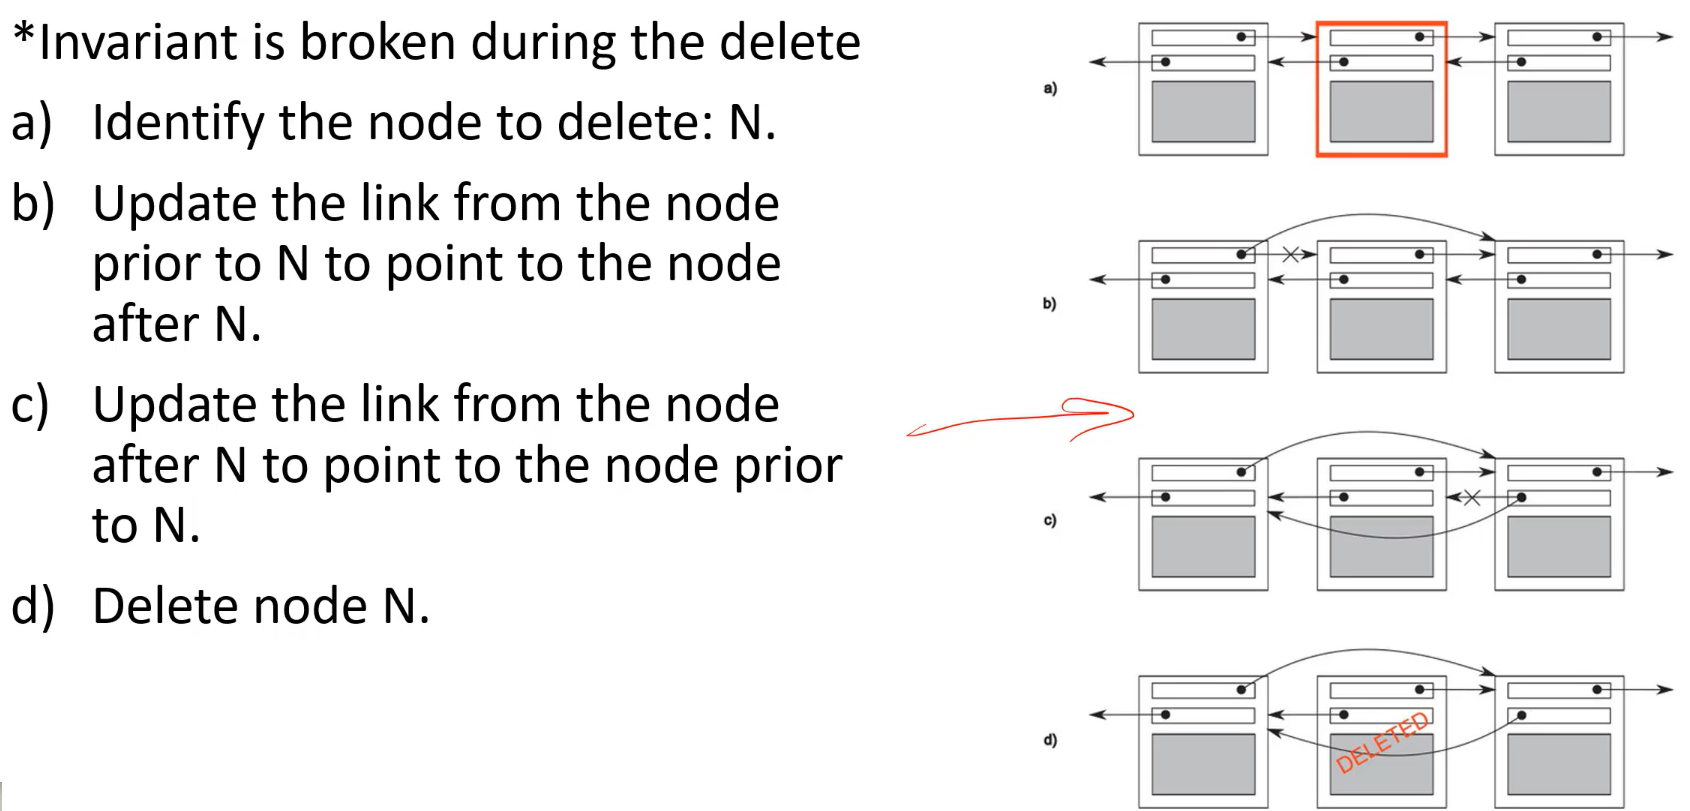 *Invariant is broken during the delete
a) Identify the node to delete: N.
b) Update the link from the node
prior to N to point to the node
after N.
c) Update the link from the node
after N to point to the node prior
to N.
d) Delete node N.
a)
b)
c)
d)
DELETED